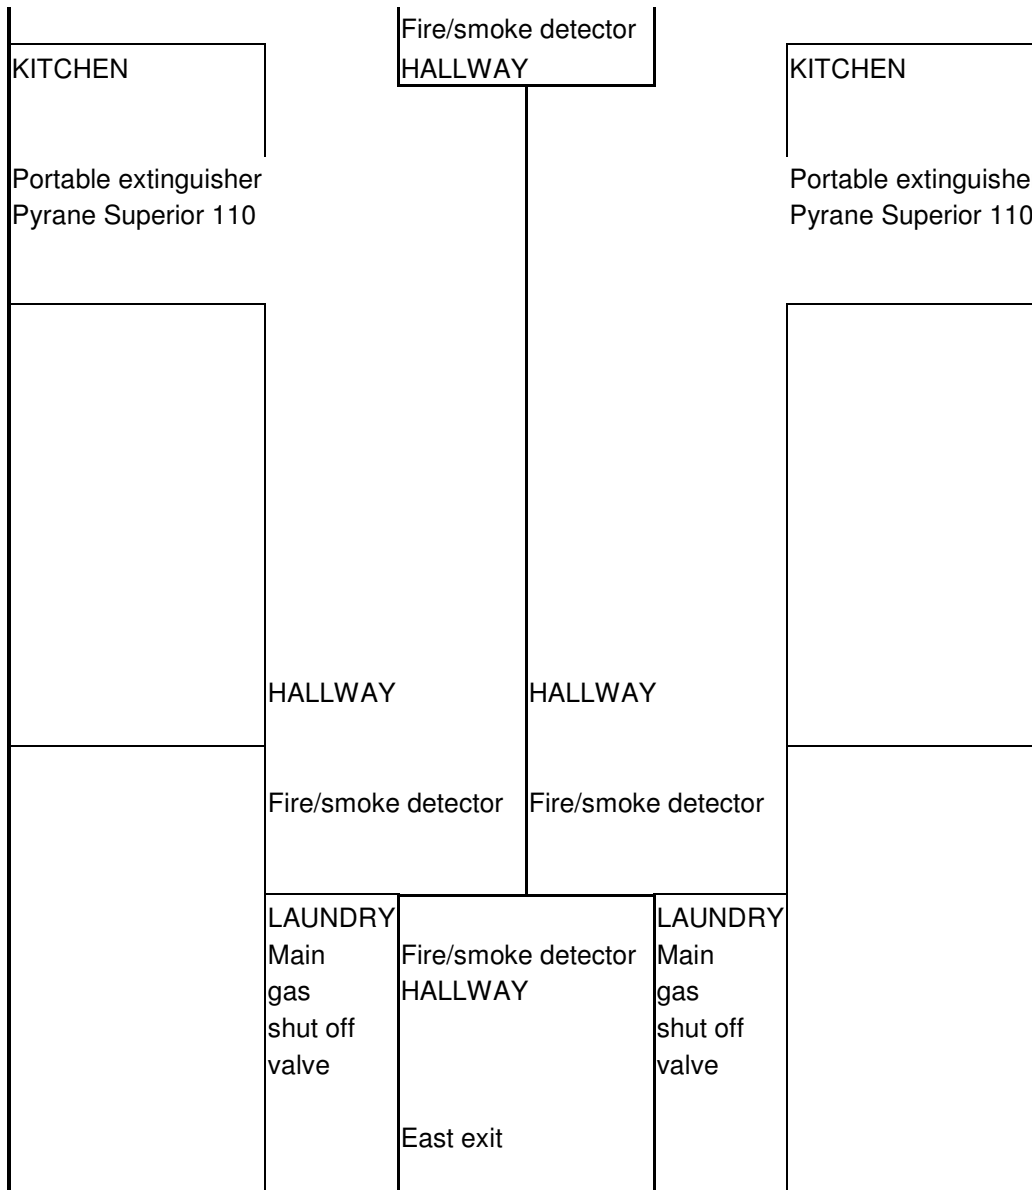 Fire/smoke detector
KITCHEN
HALLWAY
KITCHEN
Portable extinguisher
Pyrane Superior 110
Portable extinguishe
Pyrane Superior 110
HALLWAY
HALLWAY
Fire/smoke detector
Fire/smoke detector
LAUNDRY
Main
gas
shut off
valve
Fire/smoke detector
HALLWAY
East exit
LAUNDRY
Main
gas
shut off
valve